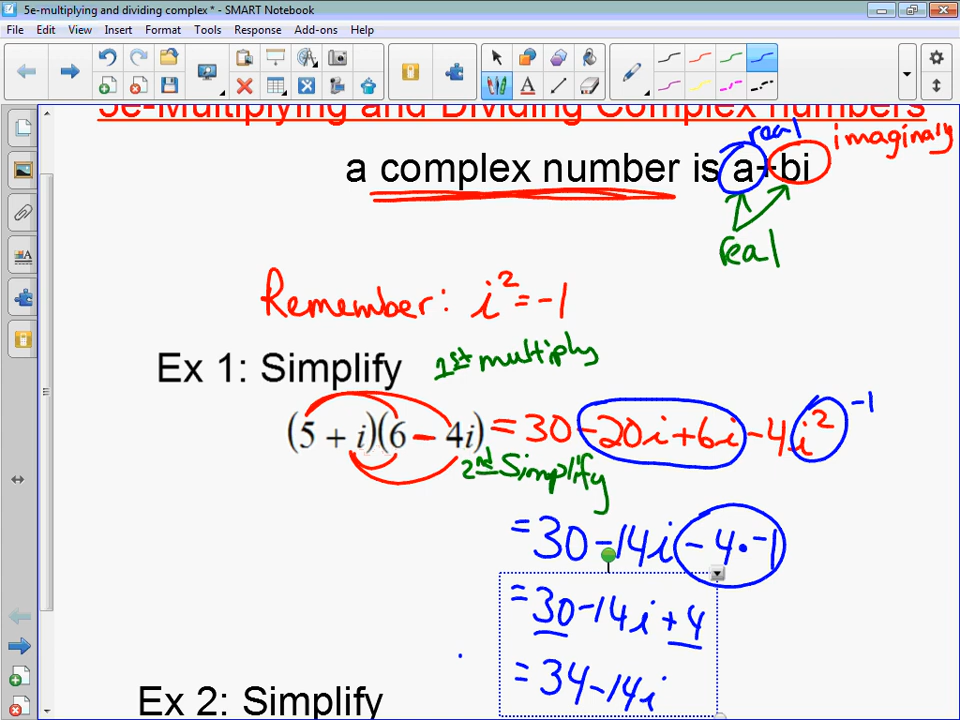 5e-multiplying and dividing complex * - SMART Notebook
File Edit View Insert Format Tools Response Add-ons Help
5e-Multiplying and Dividing Complex numbers
real
imaginary
a complex number is a+bi
real
Remember: i² = -1
Ex 1: Simplify
1st multiply
(5 + i)(6 - 4i) = 30 - 20i + 6i - 4i² -1
2nd Simplify
= 30 - 14i - 4 • -1
= 30 - 14i + 4
= 34 - 14i
Ex 2: Simplify